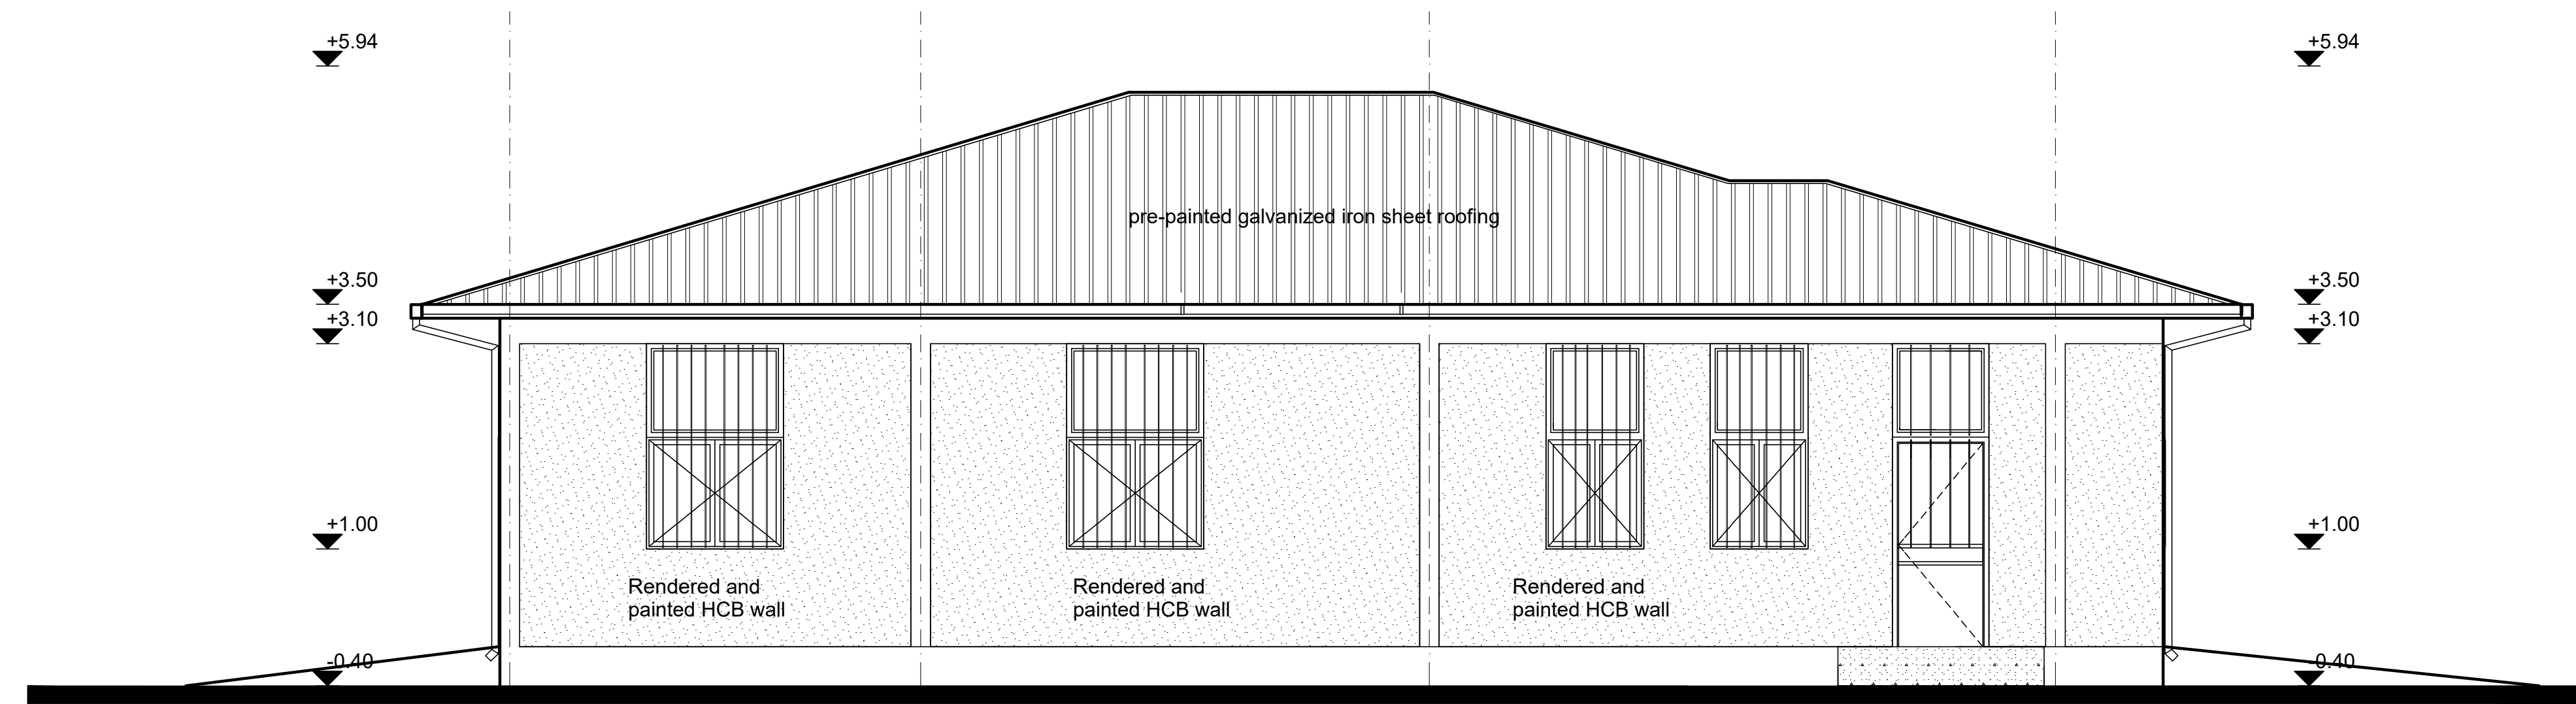 +5.94
+5.94
pre-painted galvanized iron sheet roofing
+3.50
+3.50
+3.10
+3.10
+1.00
+1.00
Rendered and
painted HCB wall
Rendered and
painted HCB wall
Rendered and
painted HCB wall
-0.40
-0.40